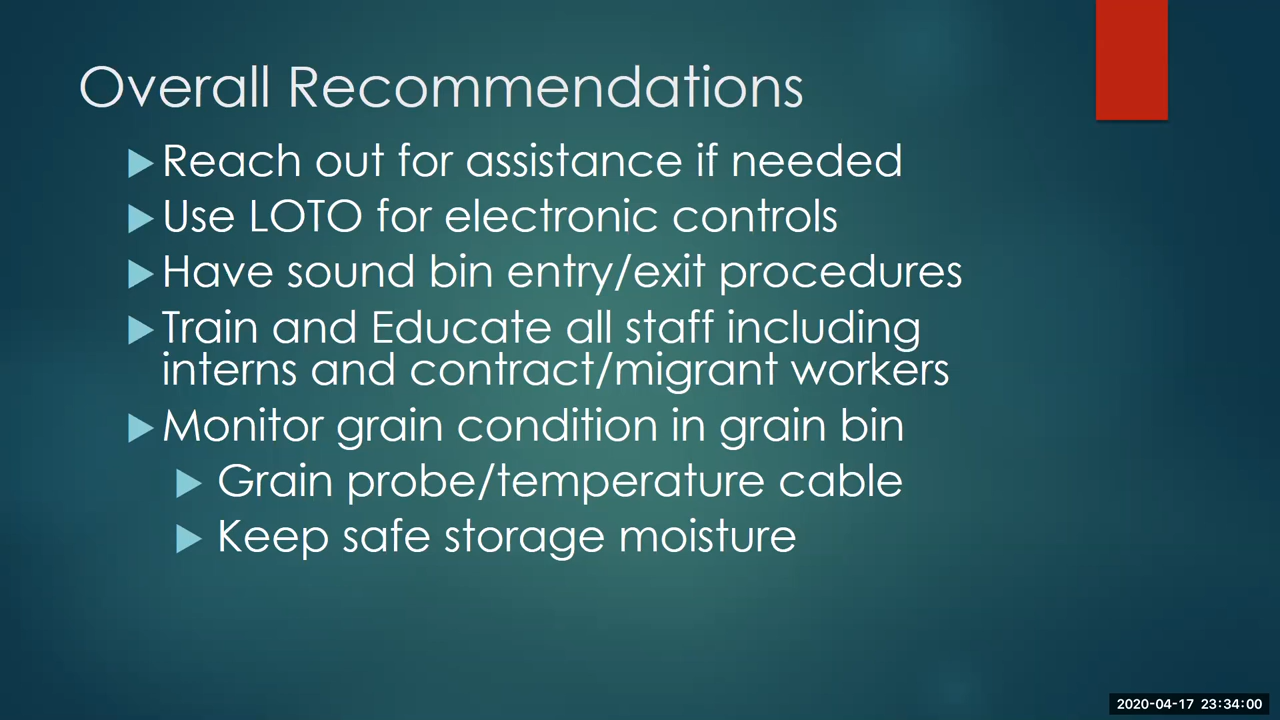 Overall Recommendations
Reach out for assistance if needed
Use LOTO for electronic controls
Have sound bin entry/exit procedures
Train and Educate all staff including
interns and contract/migrant workers
Monitor grain condition in grain bin
Grain probe/temperature cable
Keep safe storage moisture
2020-04-17 23:34:00